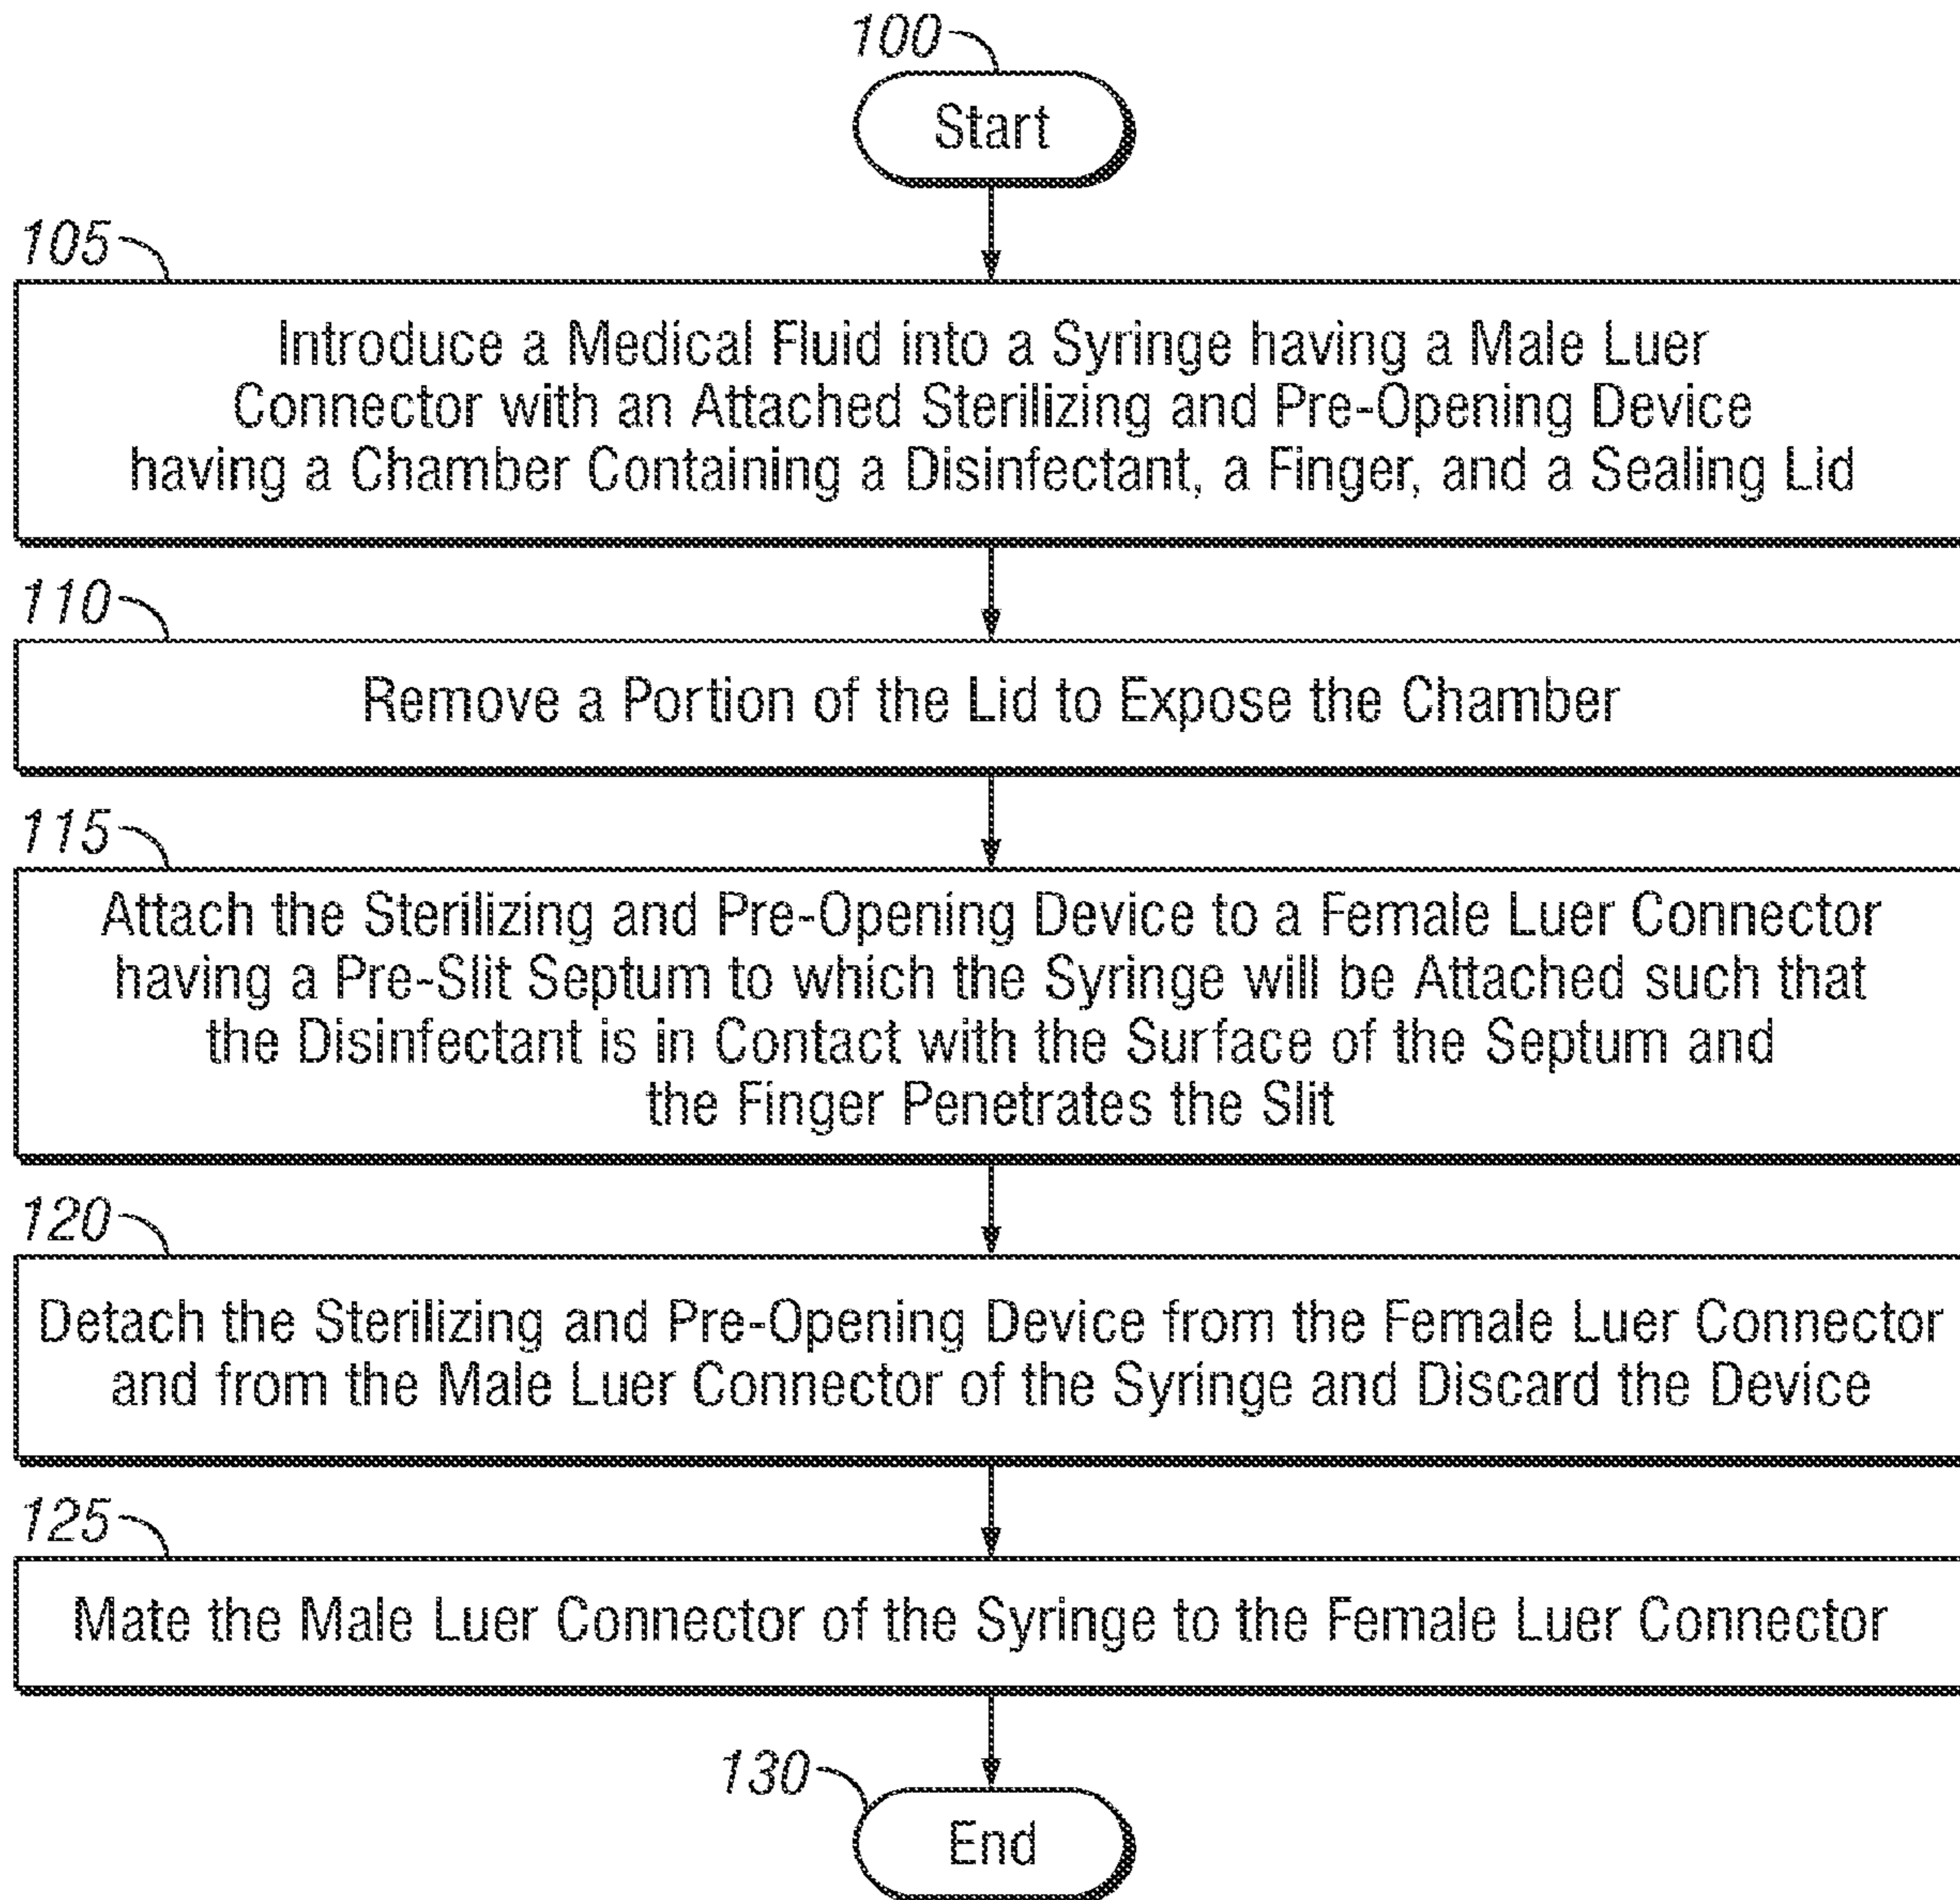 100
Start
105
Introduce a Medical Fluid into a Syringe having a Male Luer
Connector with an Attached Sterilizing and Pre-Opening Device
having a Chamber Containing a Disinfectant, a Finger, and a Sealing Lid
110
Remove a Portion of the Lid to Expose the Chamber
115
Attach the Sterilizing and Pre-Opening Device to a Female Luer Connector
having a Pre-Slit Septum to which the Syringe will be Attached such that
the Disinfectant is in Contact with the Surface of the Septum and
the Finger Penetrates the Slit
120
Detach the Sterilizing and Pre-Opening Device from the Female Luer Connector
and from the Male Luer Connector of the Syringe and Discard the Device
125
Mate the Male Luer Connector of the Syringe to the Female Luer Connector
130
End